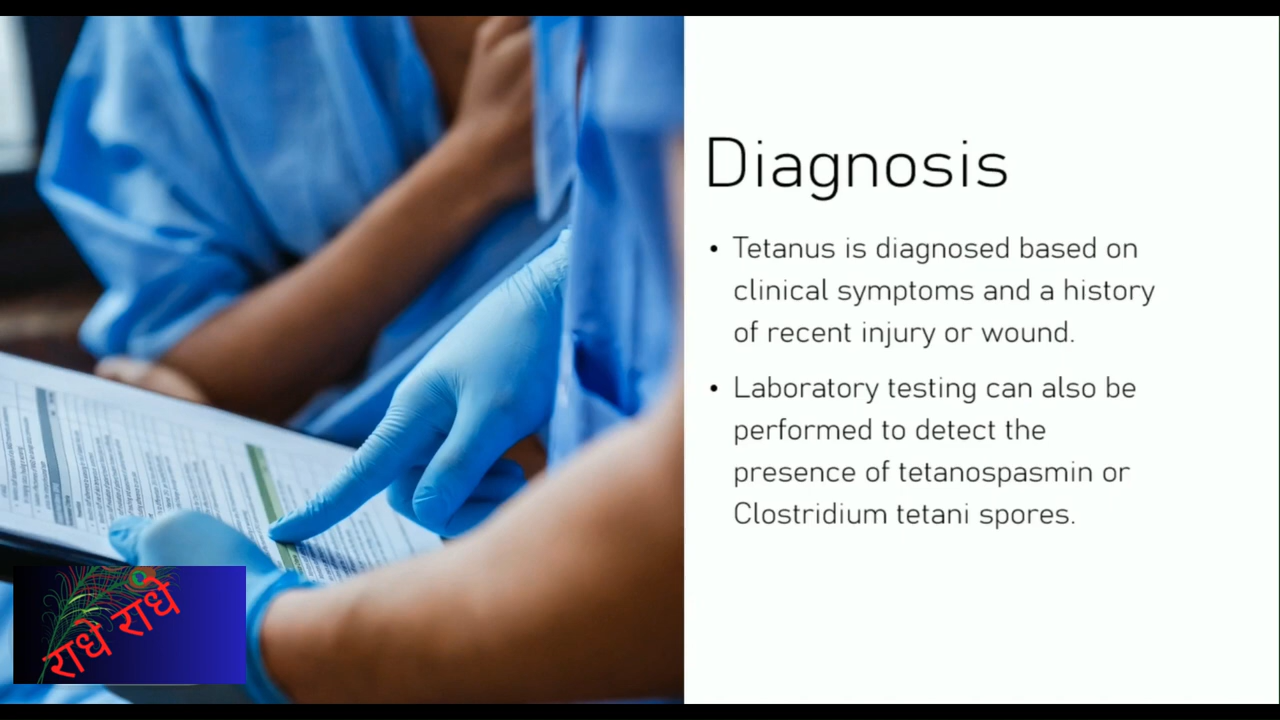 Diagnosis
• Tetanus is diagnosed based on
clinical symptoms and a history
of recent injury or wound.
• Laboratory testing can also be
performed to detect the
presence of tetanospasmin or
Clostridium tetani spores.
राधे राधे